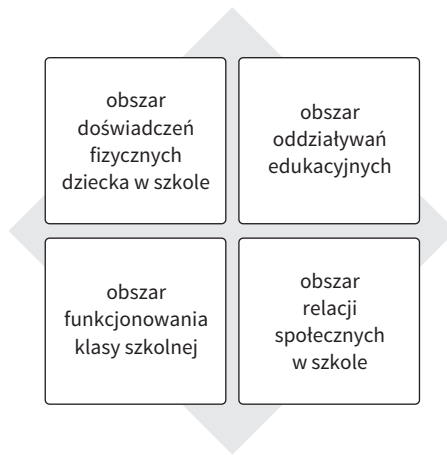 obszar
doświadczeń
fizycznych
dziecka w szkole
obszar
oddziaływań
edukacyjnych
obszar
funkcjonowania
klasy szkolnej
obszar
relacji
społecznych
w szkole